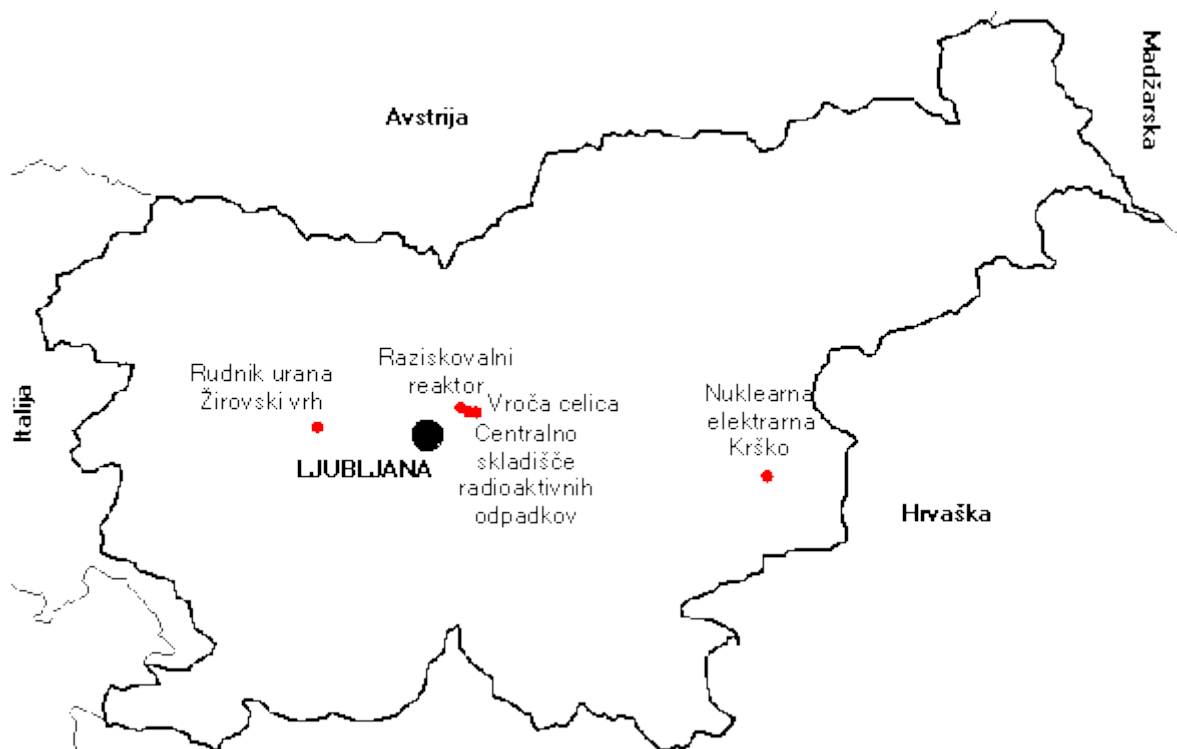 Madžarska
Avstrija
Italija
Rudnik urana
Žirovski vrh
Raziskovalni
reaktor
Vroča celica
LJUBLJANA
Centralno
skladišče
radioaktivnih
odpadkov
Nuklearna
elektrarna
Krško
Hrvaška